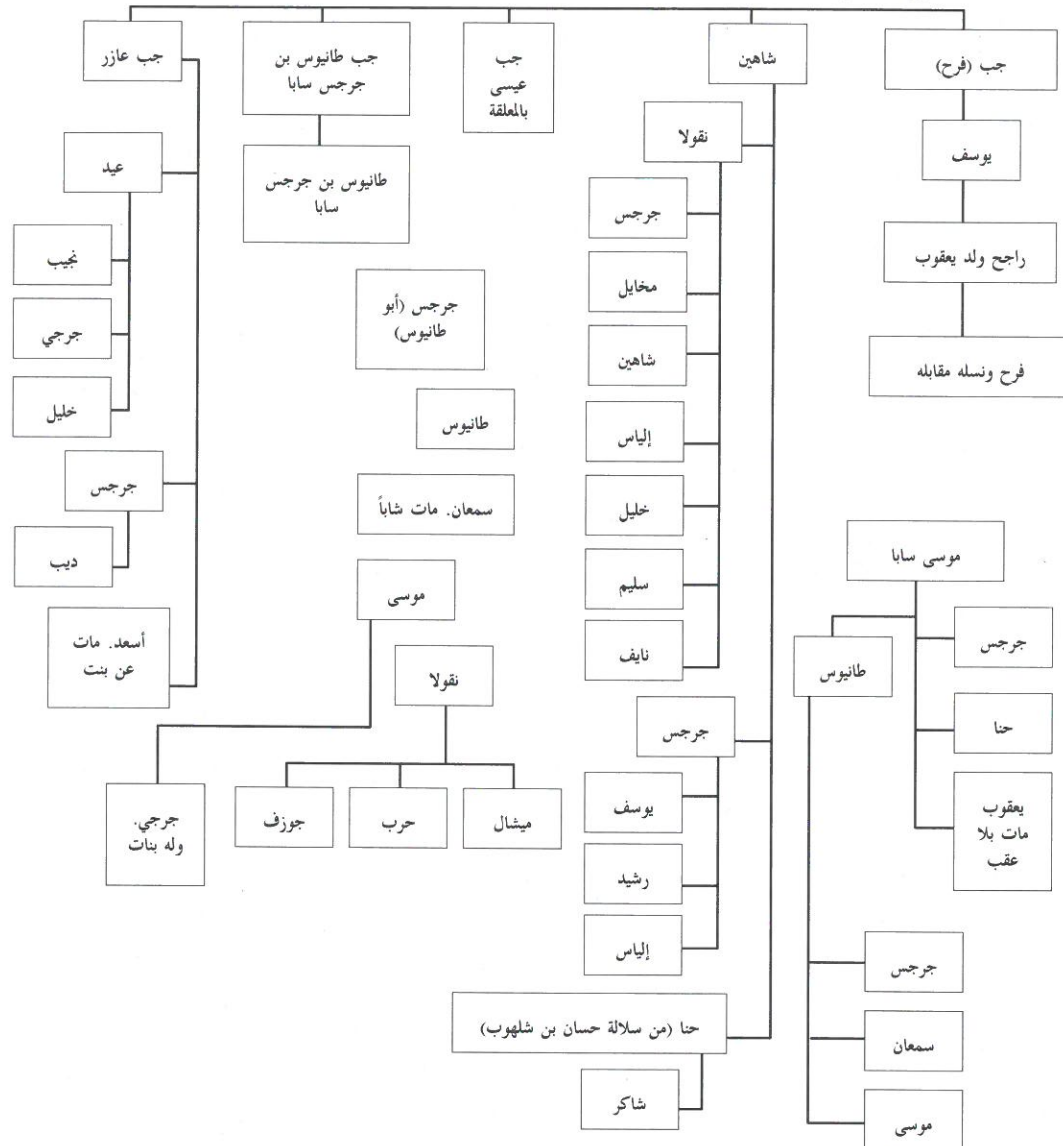 جب (فرح)
يوسف
راجح ولد يعقوب
فرح ونسله مقابله
موسى سابا
جرجس
حنا
يعقوب
مات بلا
عقب
طانيوس
جرجس
سمعان
موسى
شاهين
نقولا
جرجس
مخايل
شاهين
إلياس
خليل
سليم
نايف
جرجس
يوسف
رشيد
إلياس
حنا (من سلالة حسان بن شلهوب)
شاكر
جب
عيسى
بالمعلقة
جب طانيوس بن
جرجس سابا
طانيوس بن جرجس
سابا
جرجس (أبو
طانيوس)
طانيوس
سمعان. مات شاباً
موسى
جرجي.
وله بنات
نقولا
ميشال
حرب
جوزف
جب عازر
عيد
نجيب
جرجي
خليل
جرجس
ديب
أسعد. مات
عن بنت